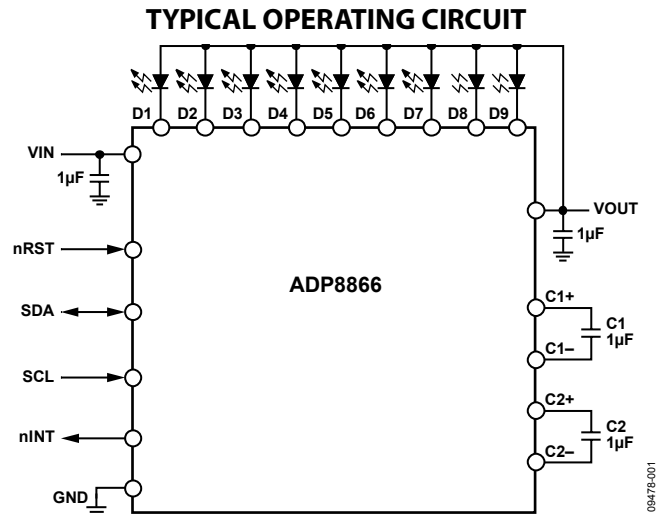 TYPICAL OPERATING CIRCUIT
D1 D2 D3 D4 D5 D6 D7 D8 D9
VIN
1µF
VOUT
1µF
nRST
ADP8866
SDA
C1+
C1
1µF
C1–
SCL
C2+
C2
1µF
C2–
nINT
GND
09478-001